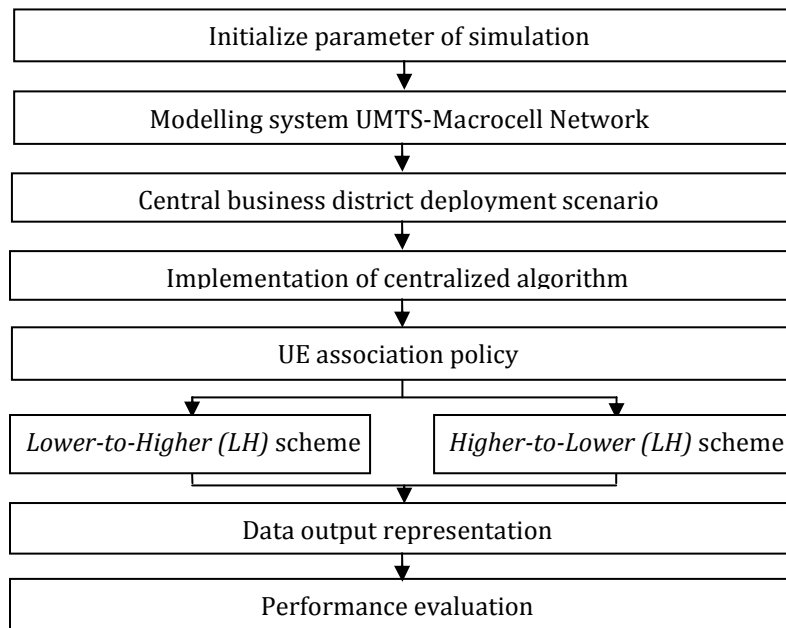 Initialize parameter of simulation
Modelling system UMTS-Macrocell Network
Central business district deployment scenario
Implementation of centralized algorithm
UE association policy
Lower-to-Higher (LH) scheme
Higher-to-Lower (LH) scheme
Data output representation
Performance evaluation